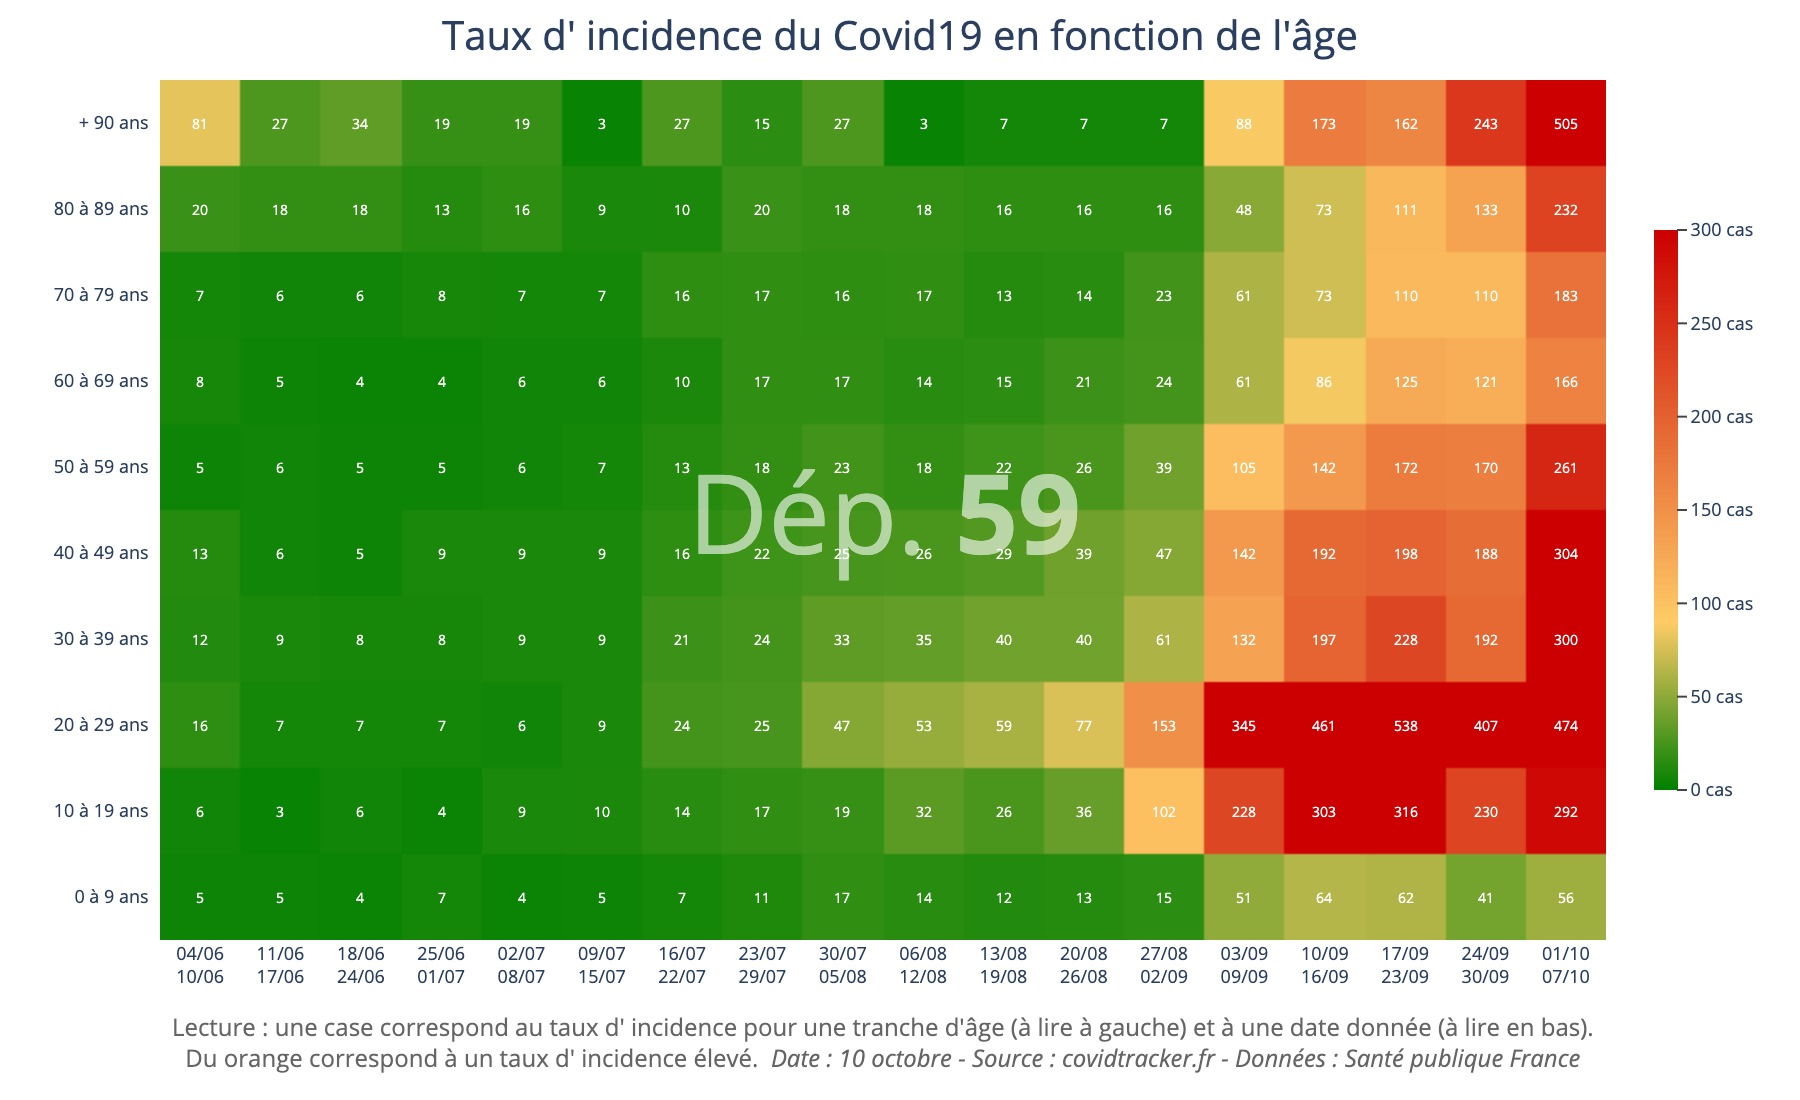 Taux d' incidence du Covid19 en fonction de l'âge
+ 90 ans 81 27 34 19 19 3 27 15 27 3 7 7 7 88 173 162 243 505
80 à 89 ans 20 18 18 13 16 9 10 20 18 18 16 16 16 48 73 111 133 232
70 à 79 ans 7 6 6 8 7 7 16 17 16 17 13 14 23 61 73 110 110 183
60 à 69 ans 8 5 4 4 6 6 10 17 17 14 15 21 24 61 86 125 121 166
50 à 59 ans 5 6 5 5 6 7 13 18 23 18 22 26 39 105 142 172 170 261
Dép. 59
40 à 49 ans 13 6 5 9 9 9 16 22 25 26 29 39 47 142 192 198 188 304
30 à 39 ans 12 9 8 8 9 9 21 24 33 35 40 40 61 132 197 228 192 300
20 à 29 ans 16 7 7 7 6 9 24 25 47 53 59 77 153 345 461 538 407 474
10 à 19 ans 6 3 6 4 9 10 14 17 19 32 26 36 102 228 303 316 230 292
0 à 9 ans 5 5 4 7 4 5 7 11 17 14 12 13 15 51 64 62 41 56
04/06 11/06 18/06 25/06 02/07 09/07 16/07 23/07 30/07 06/08 13/08 20/08 27/08 03/09 10/09 17/09 24/09 01/10
10/06 17/06 24/06 01/07 08/07 15/07 22/07 29/07 05/08 12/08 19/08 26/08 02/09 09/09 16/09 23/09 30/09 07/10
300 cas
250 cas
200 cas
150 cas
100 cas
50 cas
0 cas
Lecture : une case correspond au taux d' incidence pour une tranche d'âge (à lire à gauche) et à une date donnée (à lire en bas).
Du orange correspond à un taux d' incidence élevé. Date : 10 octobre - Source : covidtracker.fr - Données : Santé publique France